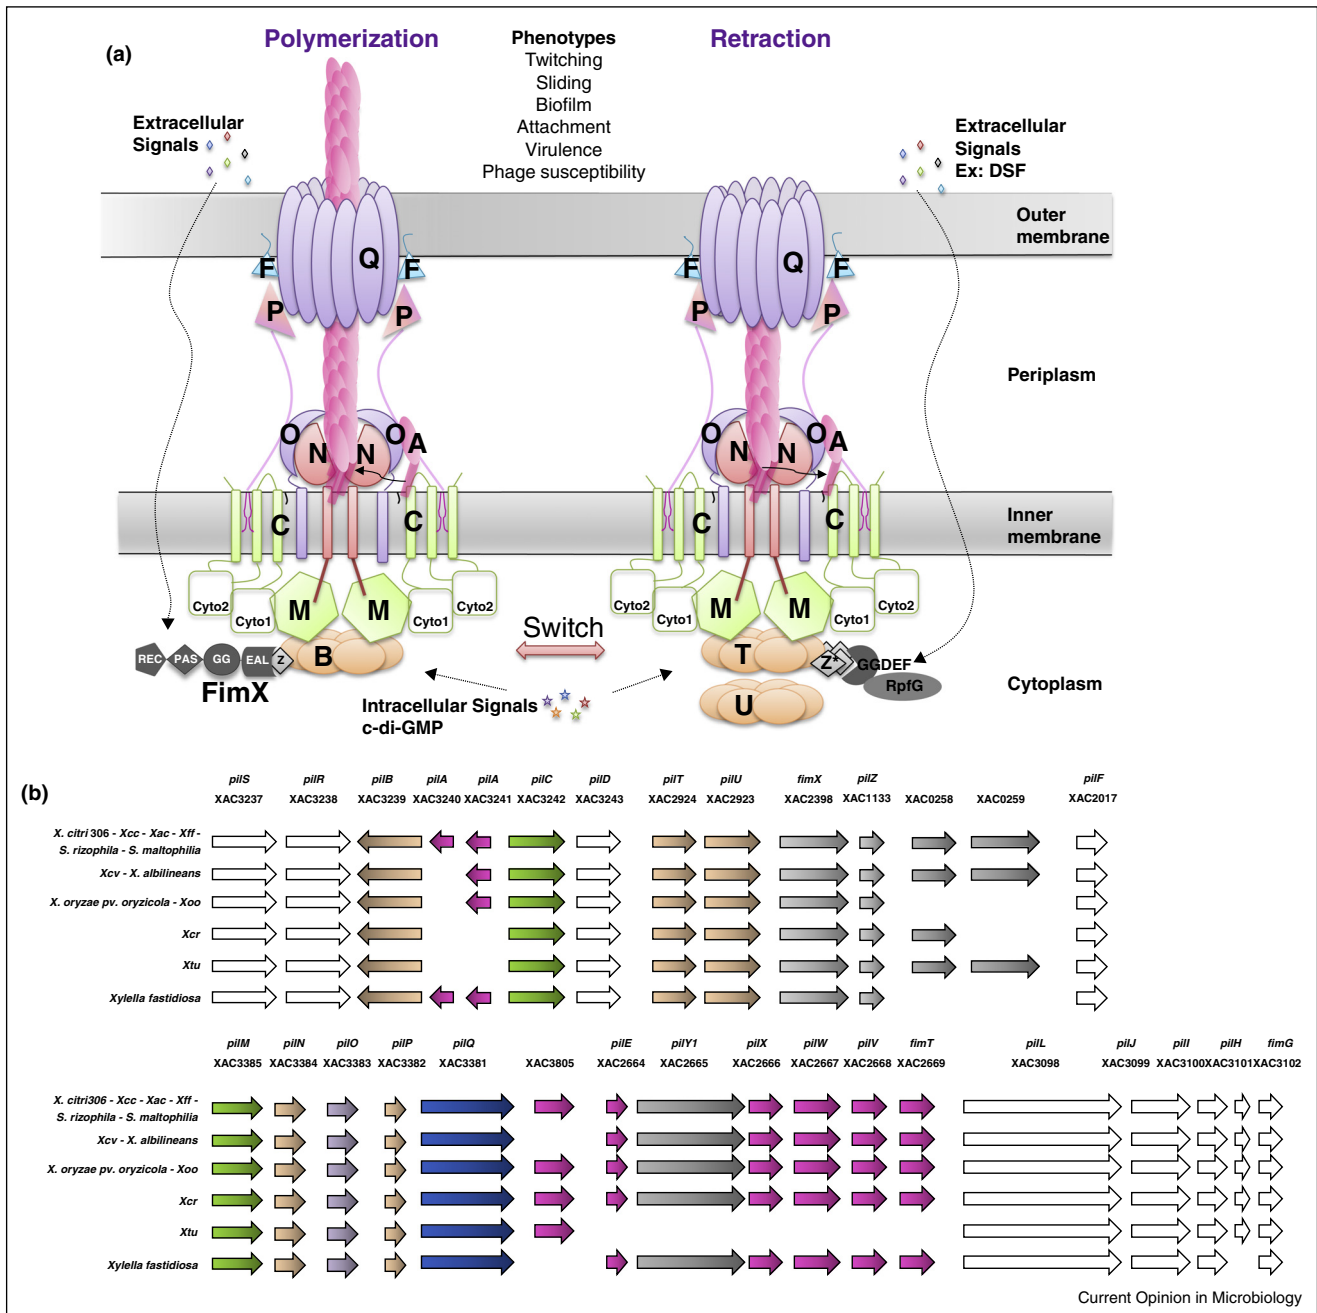 (a)
Polymerization
Phenotypes
Twitching
Sliding
Biofilm
Attachment
Virulence
Phage susceptibility
Retraction
Extracellular
Signals
Extracellular
Signals
Ex: DSF
Outer
membrane
F
Q
F
P
P
F
Q
F
P
P
Periplasm
O
N
N
O
A
O
N
N
O
A
C
C
C
C
Inner
membrane
Cyto2
Cyto1
M
M
Cyto1
Cyto2
Cyto2
Cyto1
M
M
Cyto1
Cyto2
Switch
REC
PAS
GG
EAL
Z
B
FimX
T
Z*
GGDEF
RpfG
U
Cytoplasm
Intracellular Signals
c-di-GMP
(b)
pilS pilR pilB pilA pilA pilC pilD pilT pilU fimX pilZ pilF
XAC3237 XAC3238 XAC3239 XAC3240 XAC3241 XAC3242 XAC3243 XAC2924 XAC2923 XAC2398 XAC1133 XAC0258 XAC0259 XAC2017
X. citri 306 - Xcc - Xac - Xff -
S. rizophila - S. maltophilia
Xcv - X. albilineans
X. oryzae pv. oryzicola - Xoo
Xcr
Xtu
Xylella fastidiosa
pilM pilN pilO pilP pilQ pilE pilY1 pilX pilW pilV fimT pilL pilJ pilI pilH fimG
XAC3385 XAC3384 XAC3383 XAC3382 XAC3381 XAC3805 XAC2664 XAC2665 XAC2666 XAC2667 XAC2668 XAC2669 XAC3098 XAC3099 XAC3100 XAC3101 XAC3102
X. citri306 - Xcc - Xac - Xff -
S. rizophila - S. maltophilia
Xcv - X. albilineans
X. oryzae pv. oryzicola - Xoo
Xcr
Xtu
Xylella fastidiosa
Current Opinion in Microbiology